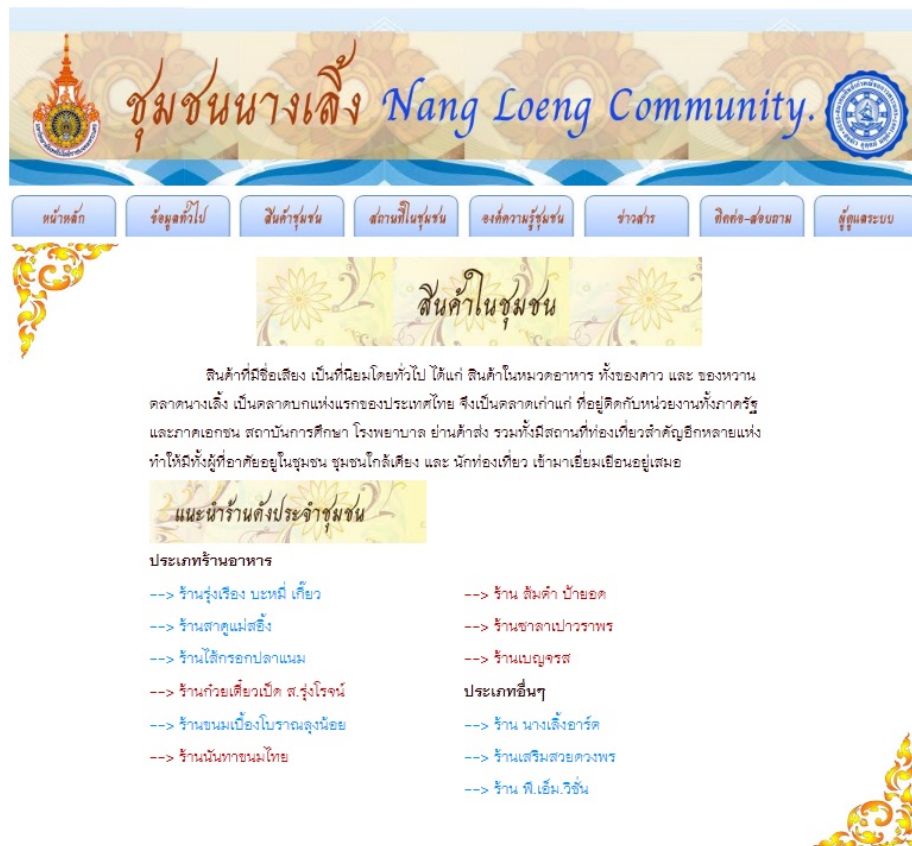 ชุมชนนางเลิ้ง Nang Loeng Community.
หน้าหลัก
ข้อมูลทั่วไป
สินค้าชุมชน
สถานที่ในชุมชน
องค์ความรู้ชุมชน
ข่าวสาร
ติดต่อ-สอบถาม
ผู้ดูแลระบบ
สินค้าในชุมชน
สินค้าที่มีชื่อเสียง เป็นที่นิยมโดยทั่วไป ได้แก่ สินค้าในหมวดอาหาร ทั้งของคาว และ ของหวาน
ตลาดนางเลิ้ง เป็นตลาดบกแห่งแรกของประเทศไทย จึงเป็นตลาดเก่าแก่ ที่อยู่ติดกับหน่วยงานทั้งภาครัฐ
และภาคเอกชน สถาบันการศึกษา โรงพยาบาล ย่านค้าส่ง รวมทั้งมีสถานที่ท่องเที่ยวสำคัญอีกหลายแห่ง
ทำให้มีทั้งผู้ที่อาศัยอยู่ในชุมชน ชุมชนใกล้เคียง และ นักท่องเที่ยว เข้ามาเยี่ยมเยือนอยู่เสมอ
แนะนำร้านดังประจำชุมชน
ประเภทร้านอาหาร
--> ร้านรุ่งเรือง บะหมี่ เกี๊ยว
--> ร้านสาคูแม่สอิ้ง
--> ร้านไส้กรอกปลาแนม
--> ร้านก๋วยเตี๋ยวเป็ด ส.รุ่งโรจน์
--> ร้านขนมเบื้องโบราณลุงน้อย
--> ร้านนันทาขนมไทย
--> ร้าน ส้มตำ ป้ายอด
--> ร้านซาลาเปาวราพร
--> ร้านเบญจรส
ประเภทอื่นๆ
--> ร้าน นางเลิ้งอาร์ต
--> ร้านเสริมสวยดวงพร
--> ร้าน พี.เอ็ม.วิชั่น